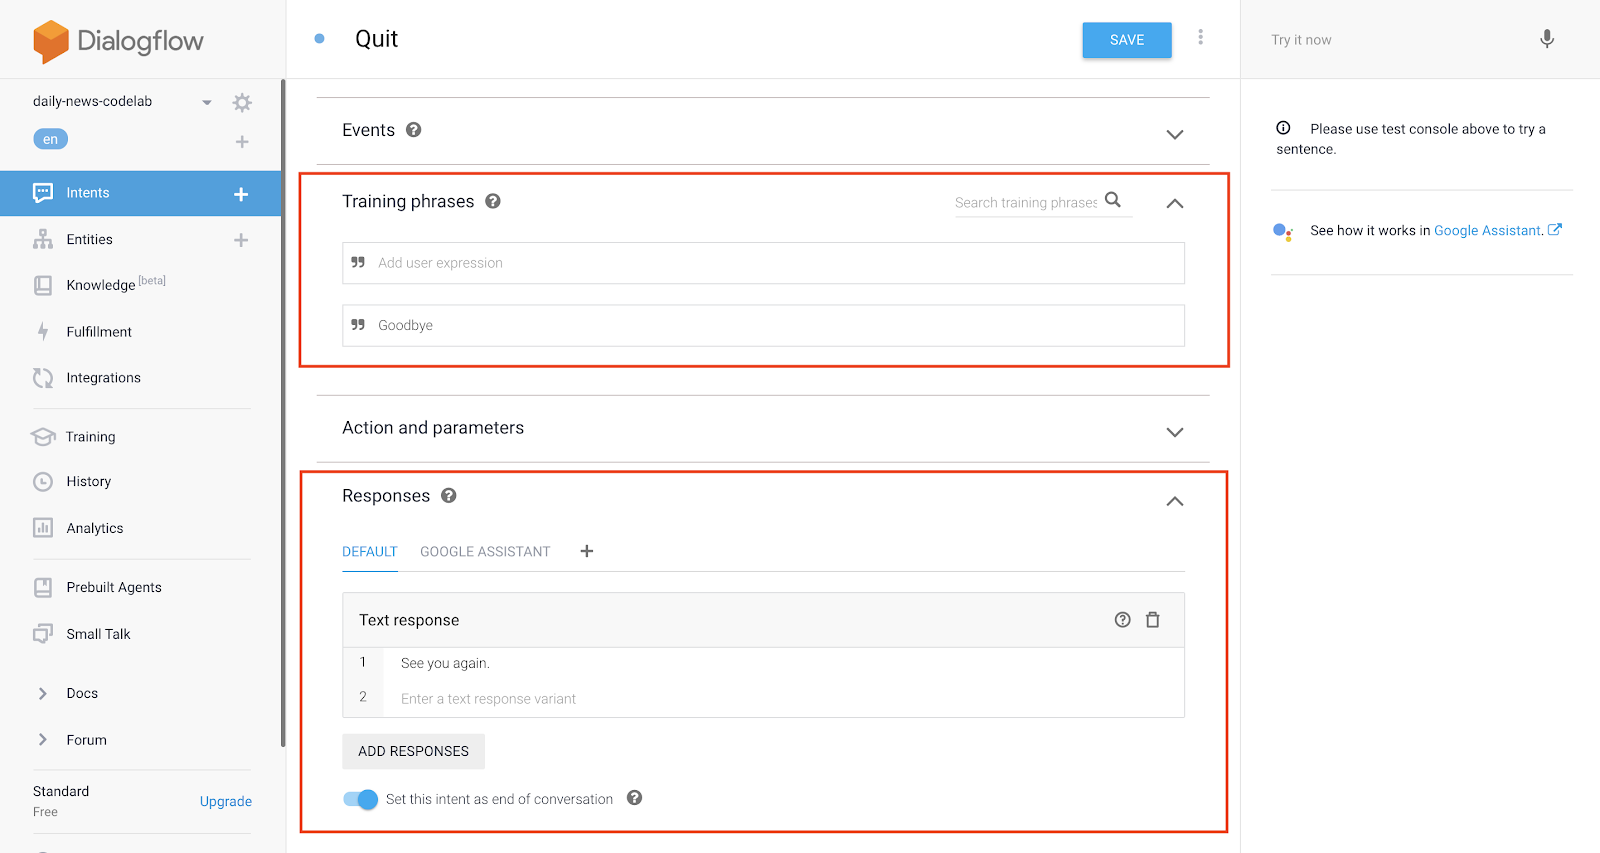 Dialogflow
daily-news-codelab
en
Intents
Entities
Knowledge [beta]
Fulfillment
Integrations
Training
History
Analytics
Prebuilt Agents
Small Talk
Docs
Forum
Standard
Free
Upgrade
Quit
SAVE
Events
Training phrases
Search training phrases
Add user expression
Goodbye
Action and parameters
Responses
DEFAULT GOOGLE ASSISTANT
Text response
1 See you again.
2 Enter a text response variant
ADD RESPONSES
Set this intent as end of conversation
Try it now
Please use test console above to try a
sentence.
See how it works in Google Assistant.